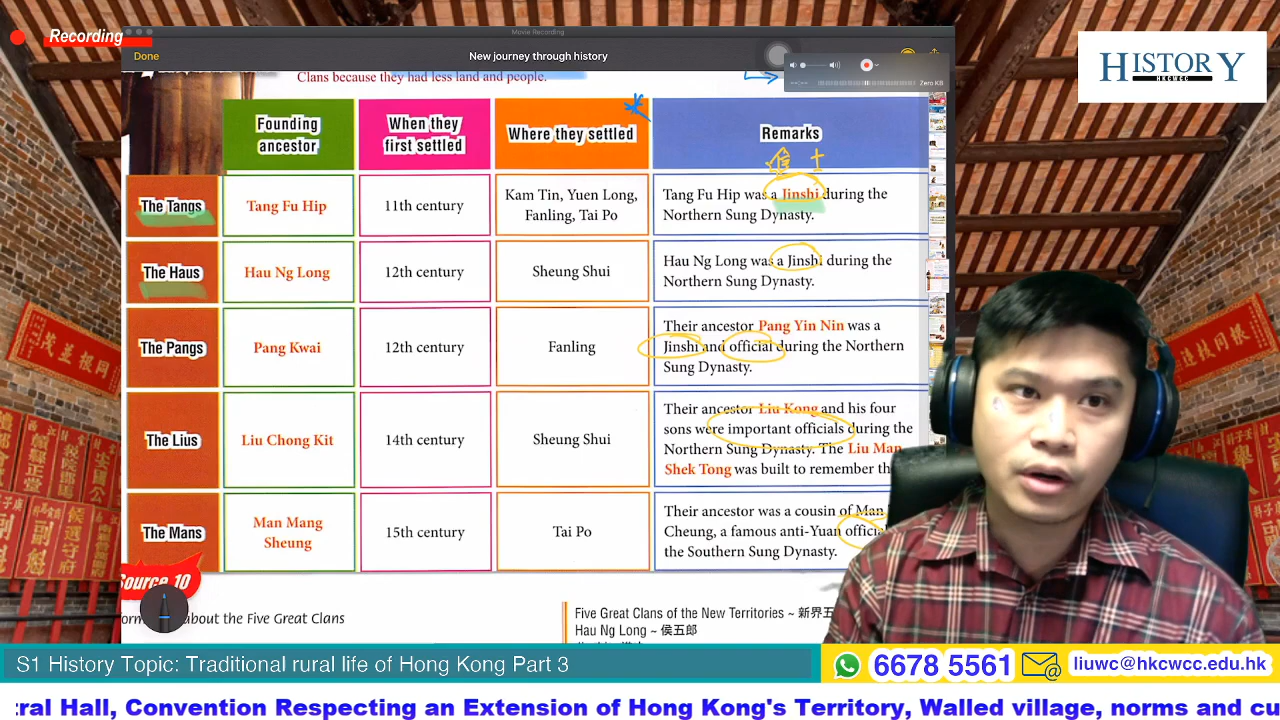 Recording
Movie Recording
Done
New journey through history
HISTORY
HKCWCC
Clans because they had less land and people.
Zero KB
Founding
ancestor
When they
first settled
Where they settled
Remarks
進士
The Tangs
Tang Fu Hip
11th century
Kam Tin, Yuen Long,
Fanling, Tai Po
Tang Fu Hip was a Jinshi during the
Northern Sung Dynasty.
The Haus
Hau Ng Long
12th century
Sheung Shui
Hau Ng Long was a Jinshi during the
Northern Sung Dynasty.
The Pangs
Pang Kwai
12th century
Fanling
Their ancestor Pang Yin Nin was a
Jinshi and official during the Northern
Sung Dynasty.
The Lius
Liu Chong Kit
14th century
Sheung Shui
Their ancestor Liu Kong and his four
sons were important officials during the
Northern Sung Dynasty. The Liu Man
Shek Tong was built to remember th
The Mans
Man Mang
Sheung
15th century
Tai Po
Their ancestor was a cousin of Man
Cheung, a famous anti-Yuan official
the Southern Sung Dynasty.
Source 10
about the Five Great Clans
Five Great Clans of the New Territories ~ 新界五
Hau Ng Long ~ 侯五郎
S1 History Topic: Traditional rural life of Hong Kong Part 3
6678 5561
liuwc@hkcwcc.edu.hk
tral Hall, Convention Respecting an Extension of Hong Kong's Territory, Walled village, norms and cu